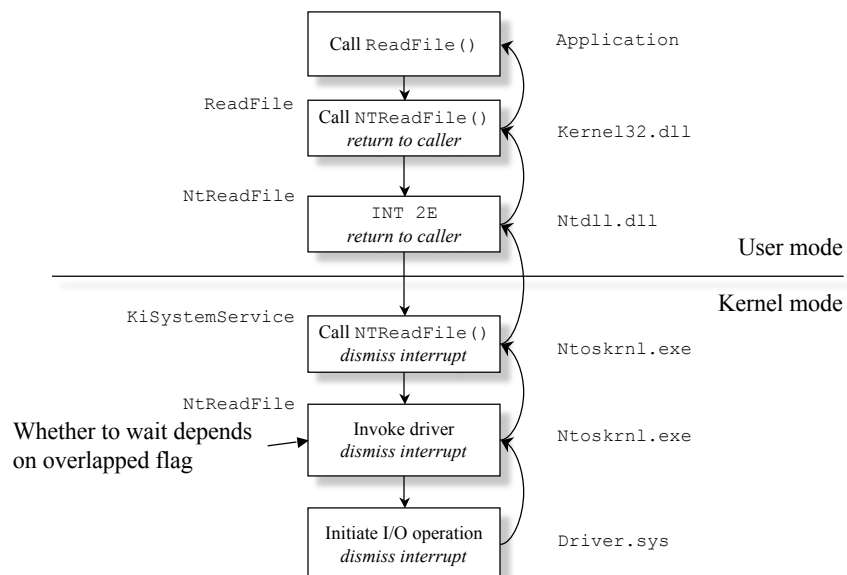 Call ReadFile()
Application
ReadFile
Call NTReadFile()
return to caller
Kernel32.dll
NtReadFile
INT 2E
return to caller
Ntdll.dll
User mode
Kernel mode
KiSystemService
Call NTReadFile()
dismiss interrupt
Ntoskrnl.exe
NtReadFile
Whether to wait depends
on overlapped flag
Invoke driver
dismiss interrupt
Ntoskrnl.exe
Initiate I/O operation
dismiss interrupt
Driver.sys